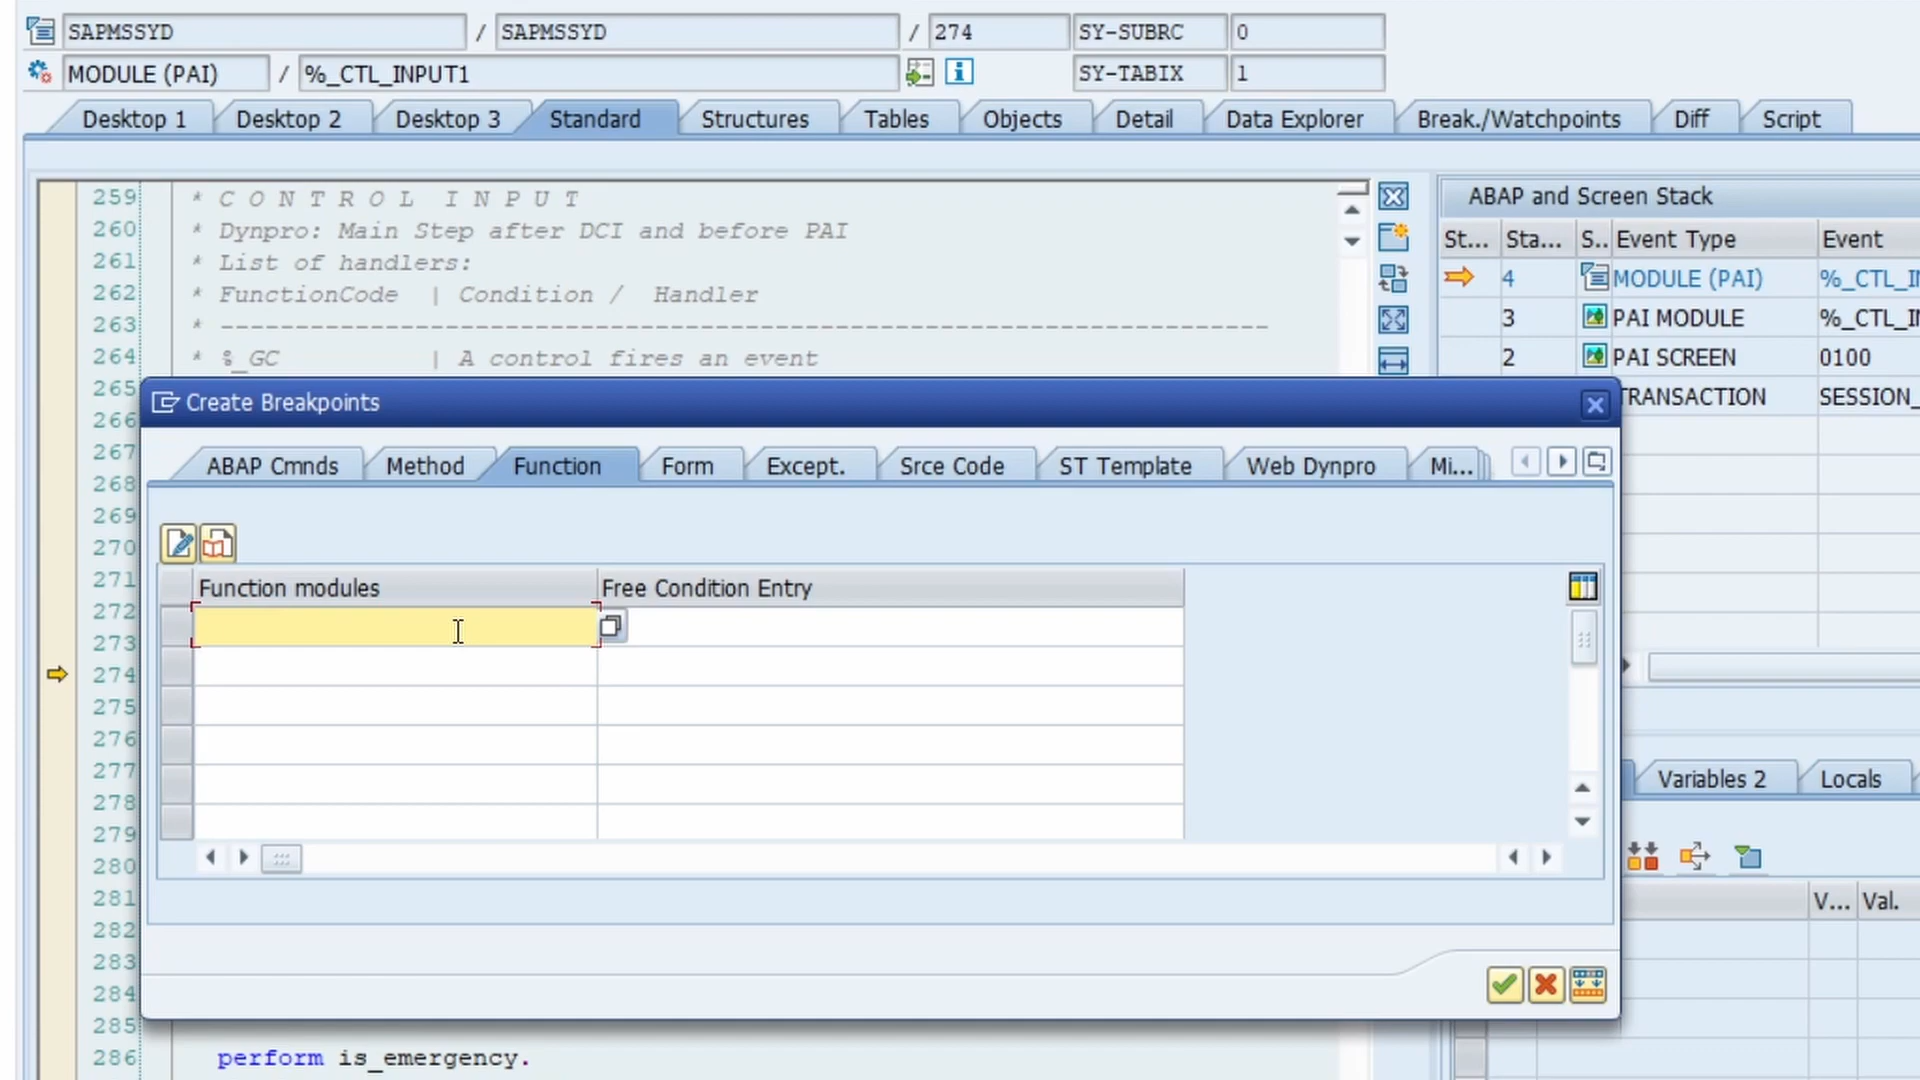 SAPMSSYD / SAPMSSYD / 274 SY-SUBRC 0
MODULE (PAI) / %_CTL_INPUT1 SY-TABIX 1
Desktop 1 Desktop 2 Desktop 3 Standard Structures Tables Objects Detail Data Explorer Break./Watchpoints Diff Script
259 * C O N T R O L   I N P U T
260 * Dynpro: Main Step after DCI and before PAI
261 * List of handlers:
262 * FunctionCode | Condition / Handler
263 * ----------------------------------------------------------------------
264 * %_GC | A control fires an event
265
266
267
268
269
270
271
272
273
274
275
276
277
278
279
280
281
282
283
284
285
286 perform is_emergency.
ABAP and Screen Stack
St... Sta... S.. Event Type Event
4 MODULE (PAI) %_CTL_I
3 PAI MODULE %_CTL_I
2 PAI SCREEN 0100
TRANSACTION SESSION_
Create Breakpoints
ABAP Cmnds Method Function Form Except. Srce Code ST Template Web Dynpro Mi...
Function modules Free Condition Entry
Variables 2 Locals
V... Val.